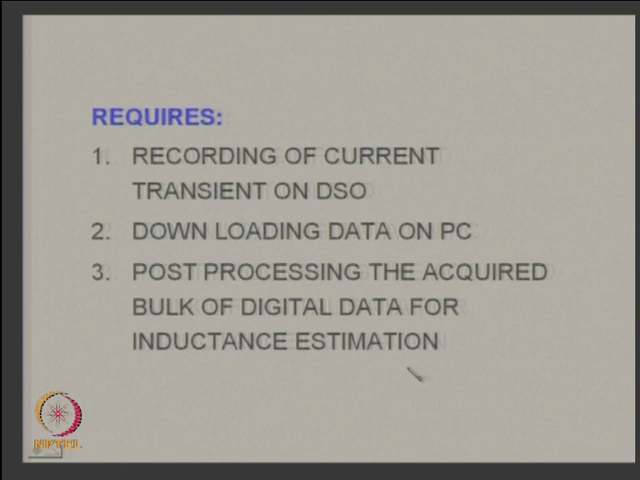 REQUIRES:
1. RECORDING OF CURRENT
TRANSIENT ON DSO
2. DOWN LOADING DATA ON PC
3. POST PROCESSING THE ACQUIRED
BULK OF DIGITAL DATA FOR
INDUCTANCE ESTIMATION
NPTEL